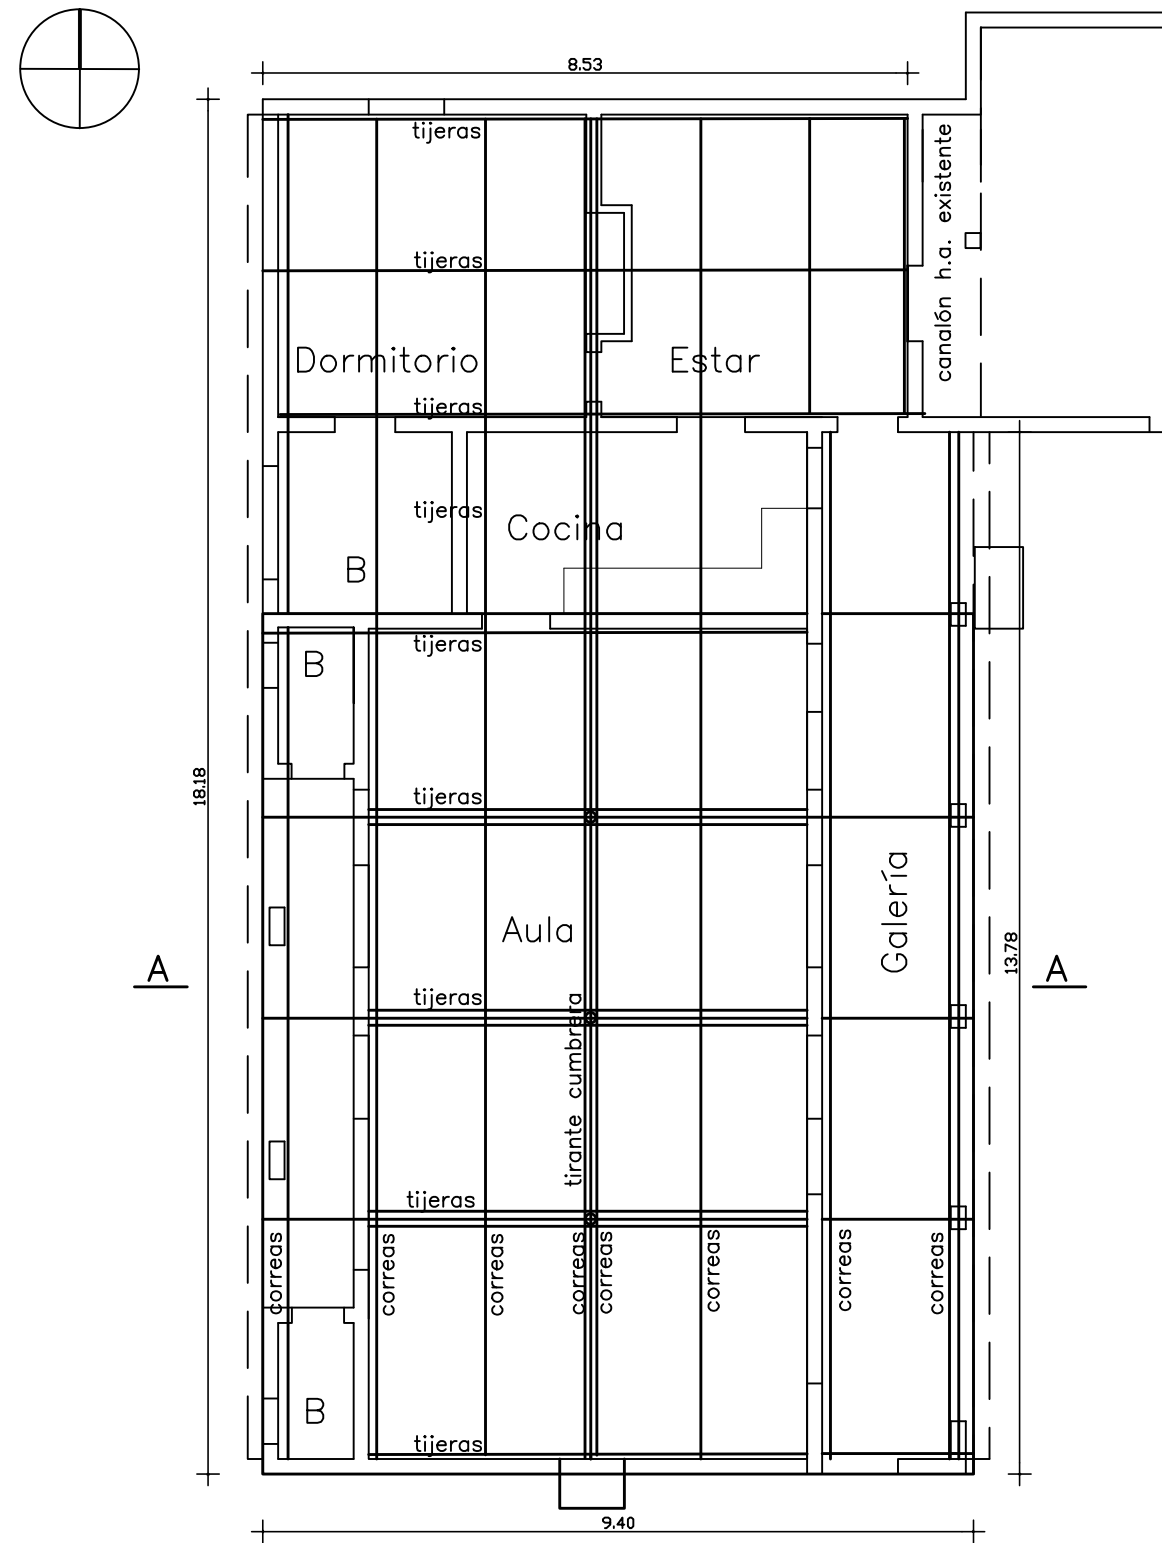 8.53
tijeras
canalón h.a. existente
tijeras
Dormitorio
Estar
tijeras
tijeras
Cocina
B
tijeras
B
18.18
tijeras
Aula
Galería
13.78
A
A
tijeras
tirante cumbrera
tijeras
correas
correas
correas
correas
correas
correas
correas
correas
B
tijeras
9.40